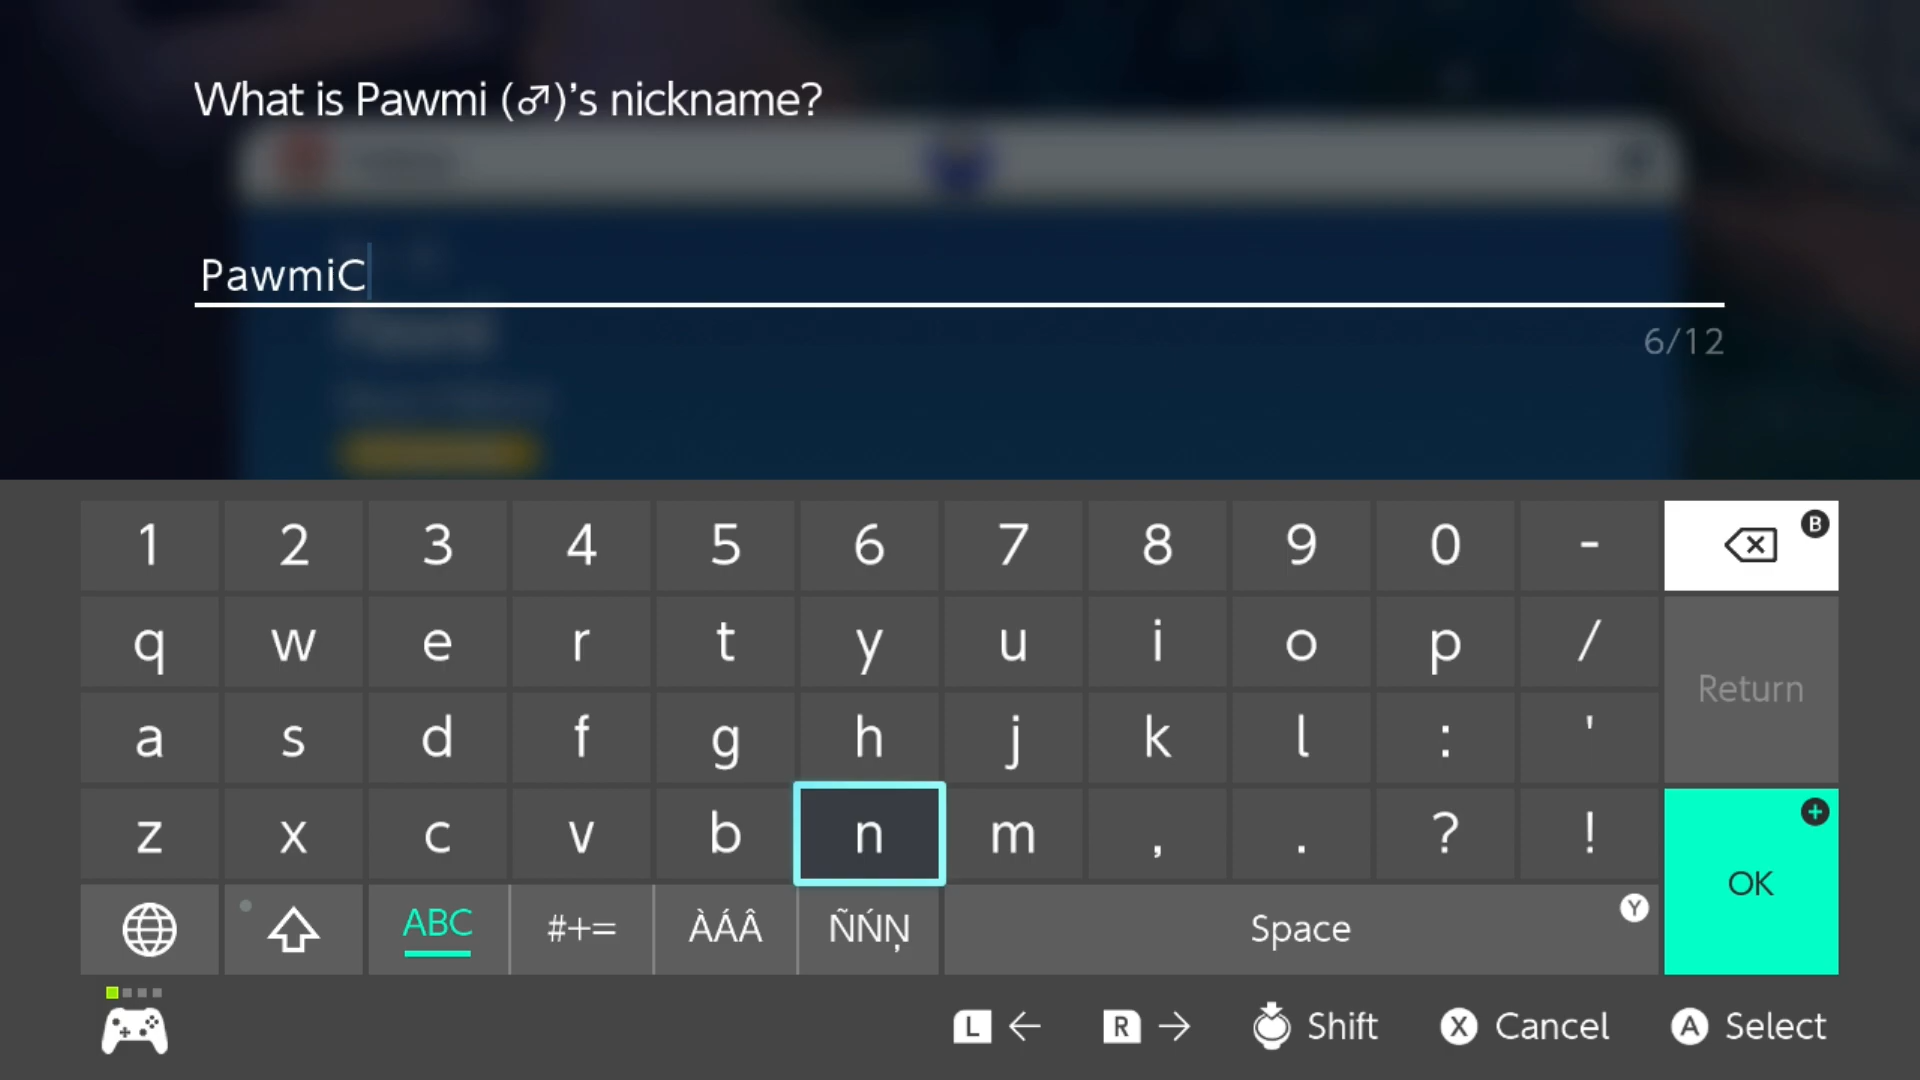 What is Pawmi (♂)'s nickname?
PawmiC
6/12
1 2 3 4 5 6 7 8 9 0 - B
q w e r t y u i o p / Return
a s d f g h j k l : '
z x c v b n m , . ? ! + OK
ABC #+= ÀÁÂ ÑŃŅ Space Y
L ← R → Shift X Cancel A Select